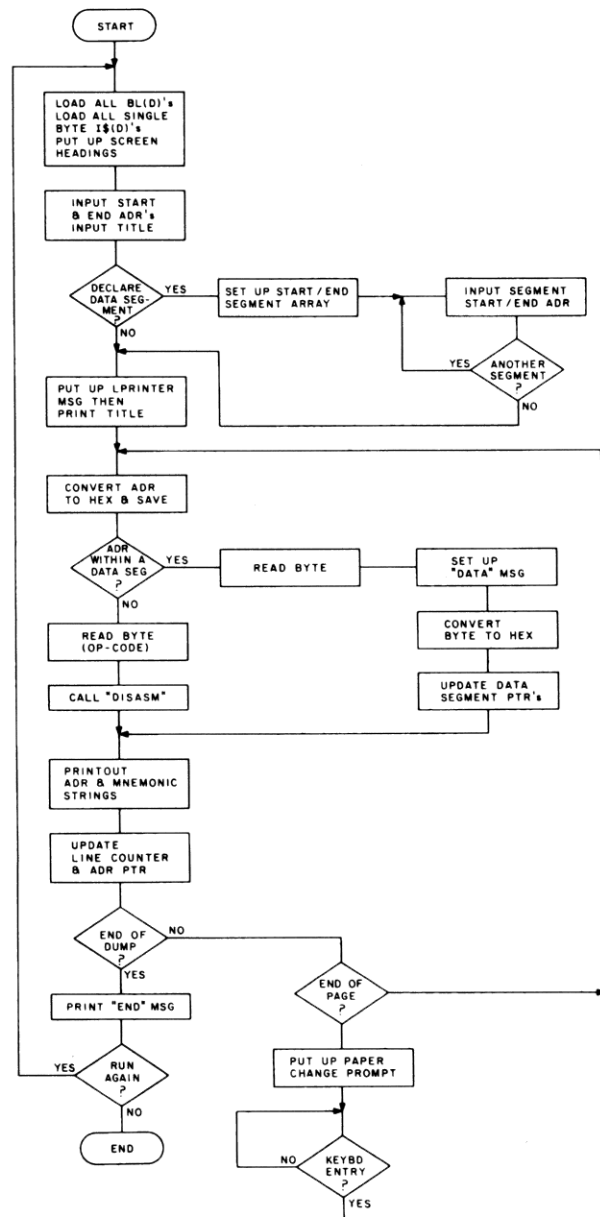 START
LOAD ALL BL(D)'s
LOAD ALL SINGLE
BYTE I$(D)'s
PUT UP SCREEN
HEADINGS
INPUT START
& END ADR's
INPUT TITLE
DECLARE
DATA SEG-
MENT
?
YES
NO
SET UP START/END
SEGMENT ARRAY
INPUT SEGMENT
START/END ADR
YES
ANOTHER
SEGMENT
?
NO
PUT UP LPRINTER
MSG THEN
PRINT TITLE
CONVERT ADR
TO HEX & SAVE
ADR
WITHIN A
DATA SEG
?
YES
NO
READ BYTE
SET UP
"DATA" MSG
CONVERT
BYTE TO HEX
UPDATE DATA
SEGMENT PTR's
READ BYTE
(OP-CODE)
CALL "DISASM"
PRINTOUT
ADR & MNEMONIC
STRINGS
UPDATE
LINE COUNTER
& ADR PTR
END OF
DUMP
?
NO
YES
END OF
PAGE
?
PRINT "END" MSG
PUT UP PAPER
CHANGE PROMPT
YES
RUN
AGAIN
?
NO
END
NO
KEYBD
ENTRY
?
YES